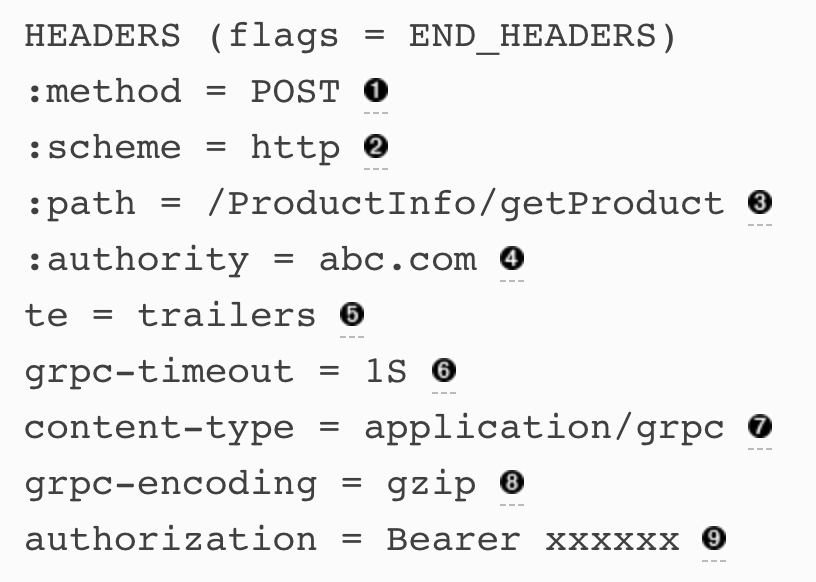 HEADERS (flags = END_HEADERS)
:method = POST ❶
:scheme = http ❷
:path = /ProductInfo/getProduct ❸
:authority = abc.com ❹
te = trailers ❺
grpc-timeout = 1S ❻
content-type = application/grpc ❼
grpc-encoding = gzip ❽
authorization = Bearer xxxxxx ❾